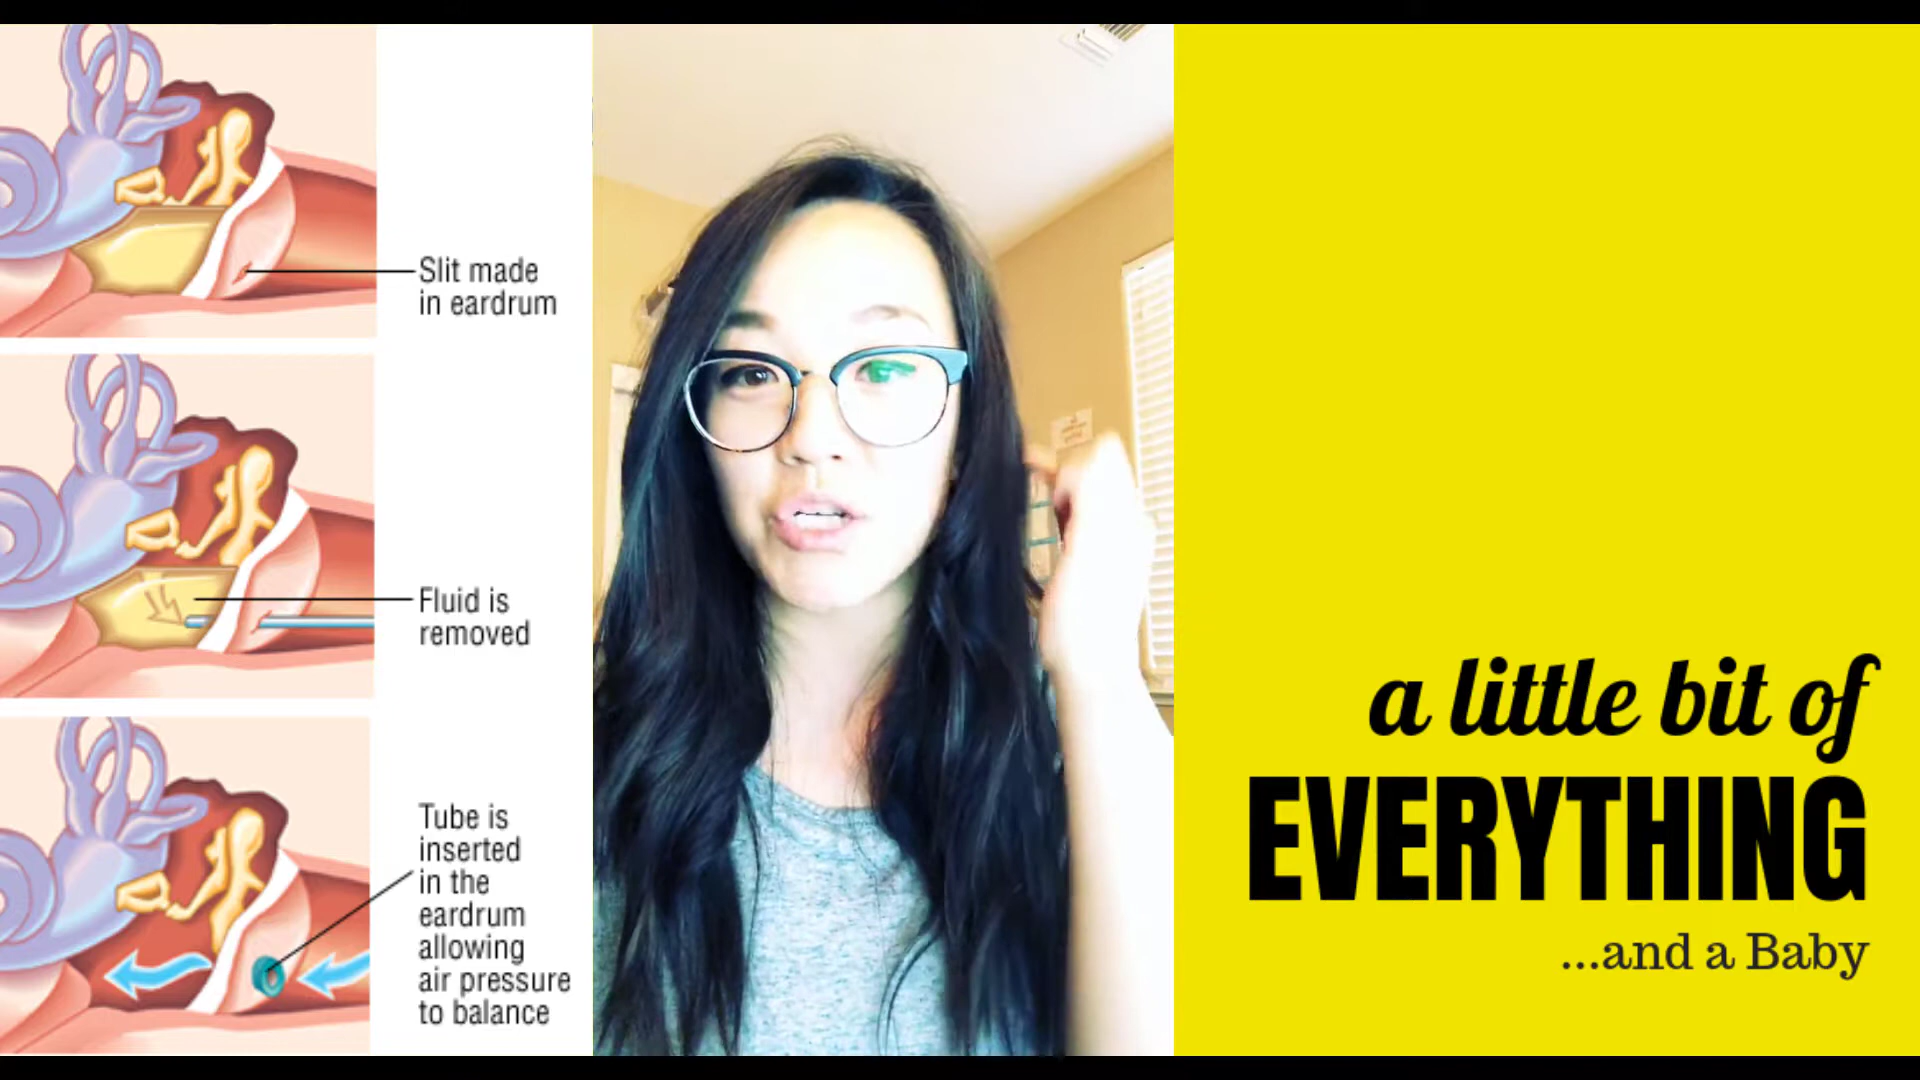 Slit made
in eardrum
Fluid is
removed
Tube is
inserted
in the
eardrum
allowing
air pressure
to balance
a little bit of
EVERYTHING
...and a Baby